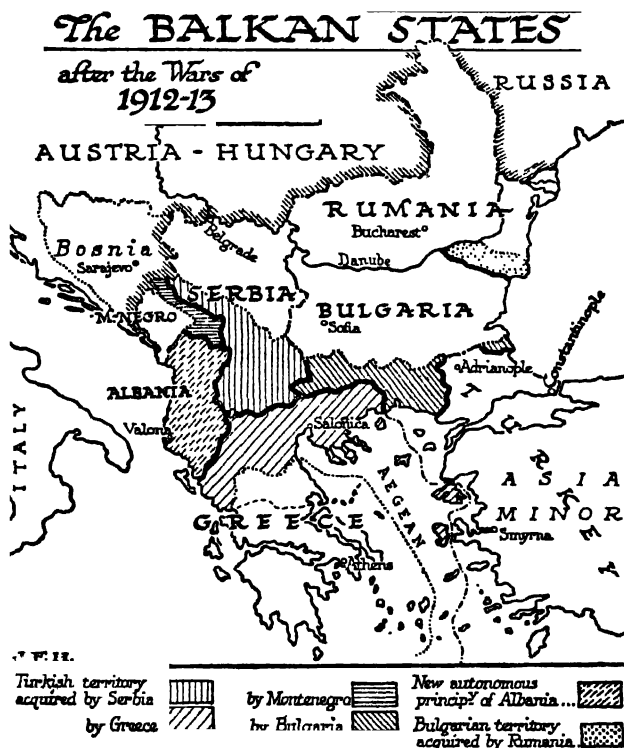 The BALKAN STATES
after the Wars of
1912-13
RUSSIA
AUSTRIA - HUNGARY
RUMANIA
Bucharest
Belgrade
Bosnia
Sarajevo
Danube
SERBIA
BULGARIA
Sofia
M.NEGRO
Constantinople
Adrianople
ALBANIA
Valona
Salonica
TURKEY
ITALY
AEGEAN
ASIA
MINOR
GREECE
Smyrna
Athens
F.H.
Turkish territory
acquired by Serbia
by Greece
by Montenegro
by Bulgaria
New autonomous
princip.y of Albania...
Bulgarian territory
acquired by Rumania...